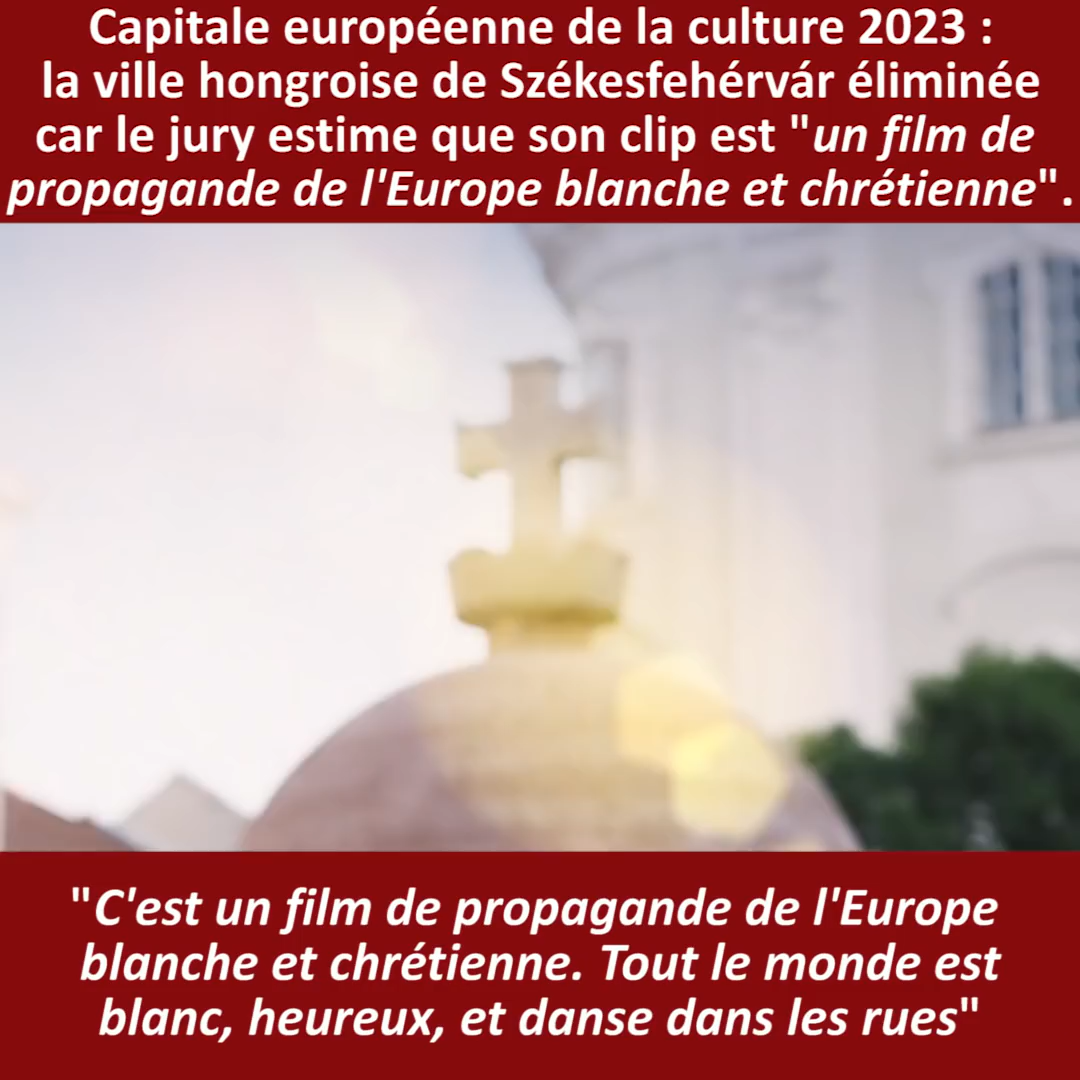 Capitale européenne de la culture 2023 :
la ville hongroise de Székesfehérvár éliminée
car le jury estime que son clip est "un film de
propagande de l'Europe blanche et chrétienne".
"C'est un film de propagande de l'Europe
blanche et chrétienne. Tout le monde est
blanc, heureux, et danse dans les rues"